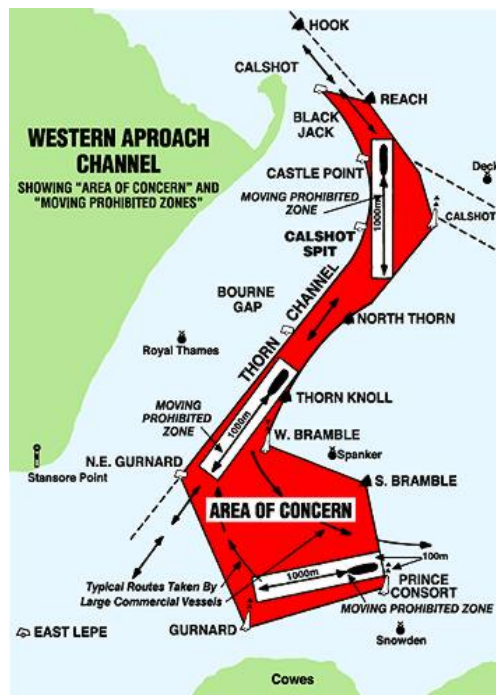 HOOK
CALSHOT
REACH
BLACK
JACK
WESTERN APROACH
CHANNEL
SHOWING "AREA OF CONCERN" AND
"MOVING PROHIBITED ZONES"
CASTLE POINT
Deck
MOVING PROHIBITED
ZONE
1000m
CALSHOT
CALSHOT
SPIT
BOURNE
GAP
THORN CHANNEL
NORTH THORN
Royal Thames
THORN KNOLL
MOVING
PROHIBITED
ZONE
1000m
W. BRAMBLE
Spanker
N.E. GURNARD
Stansore Point
S. BRAMBLE
AREA OF CONCERN
100m
1000m
Typical Routes Taken By
Large Commercial Vessels
PRINCE
CONSORT
MOVING PROHIBITED ZONE
GURNARD
EAST LEPE
Snowden
Cowes